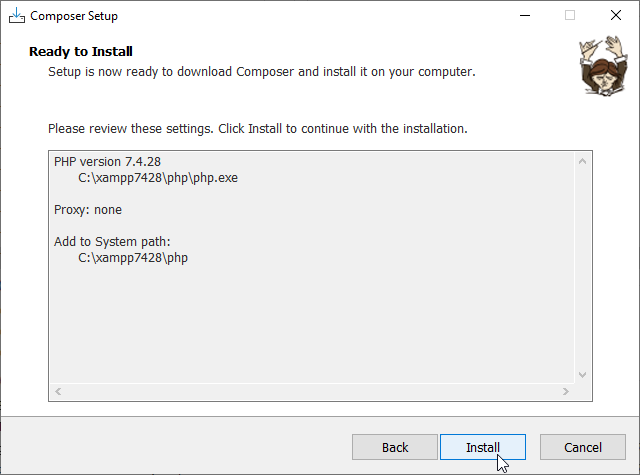 Composer Setup
Ready to Install
Setup is now ready to download Composer and install it on your computer.
Please review these settings. Click Install to continue with the installation.
PHP version 7.4.28
C:\xampp7428\php\php.exe
Proxy: none
Add to System path:
C:\xampp7428\php
Back
Install
Cancel